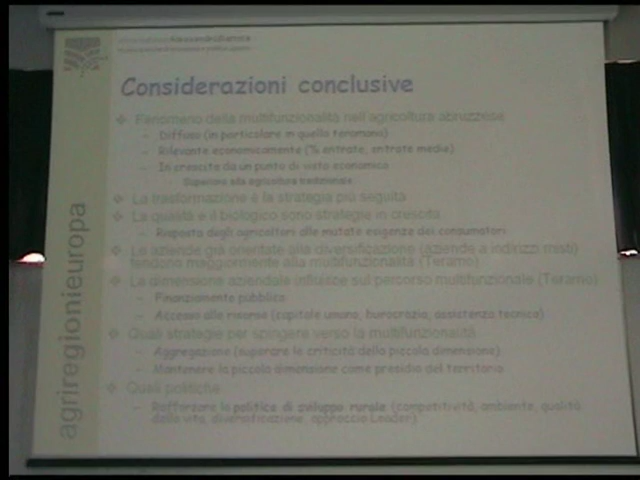 Considerazioni conclusive
Fenomeno della multifunzionalità nell'agricoltura abruzzese
- Diffuso (in particolare in quello teramano)
- Rilevante economicamente (% entrate, entrate medie)
- In crescita da un punto di vista economico
- Superiore alla agricoltura tradizionale
La trasformazione è la strategia più seguita
La qualità e il biologico sono strategie in crescita
- Risposta degli agricoltori alle mutate esigenze dei consumatori
Le aziende già orientate alla diversificazione (aziende a indirizzi misti)
tendono maggiormente alla multifunzionalità (Teramo)
La dimensione aziendale influisce sul percorso multifunzionale (Teramo)
- Finanziamento pubblico
- Accesso alle risorse (capitale umano, burocrazia, assistenza tecnica)
Quali strategie per spingere verso la multifunzionalità
- Aggregazione (superare le criticità della piccola dimensione)
- Mantenere la piccola dimensione come presidio del territorio
Quali politiche
- Rafforzare la politica di sviluppo rurale (competitività, ambiente, qualità
della vita, diversificazione, approccio Leader)
agriregionieuropa